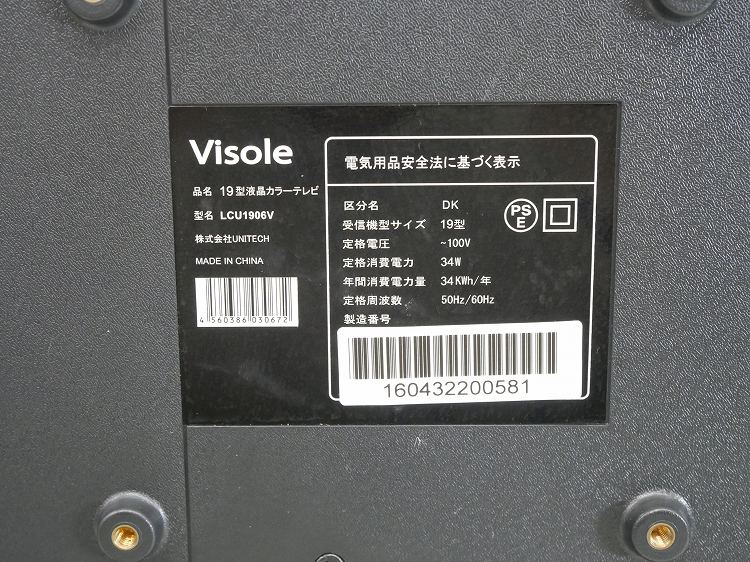 Visole
品名 19型液晶カラーテレビ
型名 LCU1906V
株式会社UNITECH
MADE IN CHINA
4 560386 030672
電気用品安全法に基づく表示
区分名 DK
受信機型サイズ 19型
定格電圧 ~100V
定格消費電力 34W
年間消費電力量 34KWh/年
定格周波数 50Hz/60Hz
製造番号
160432200581
PS
E